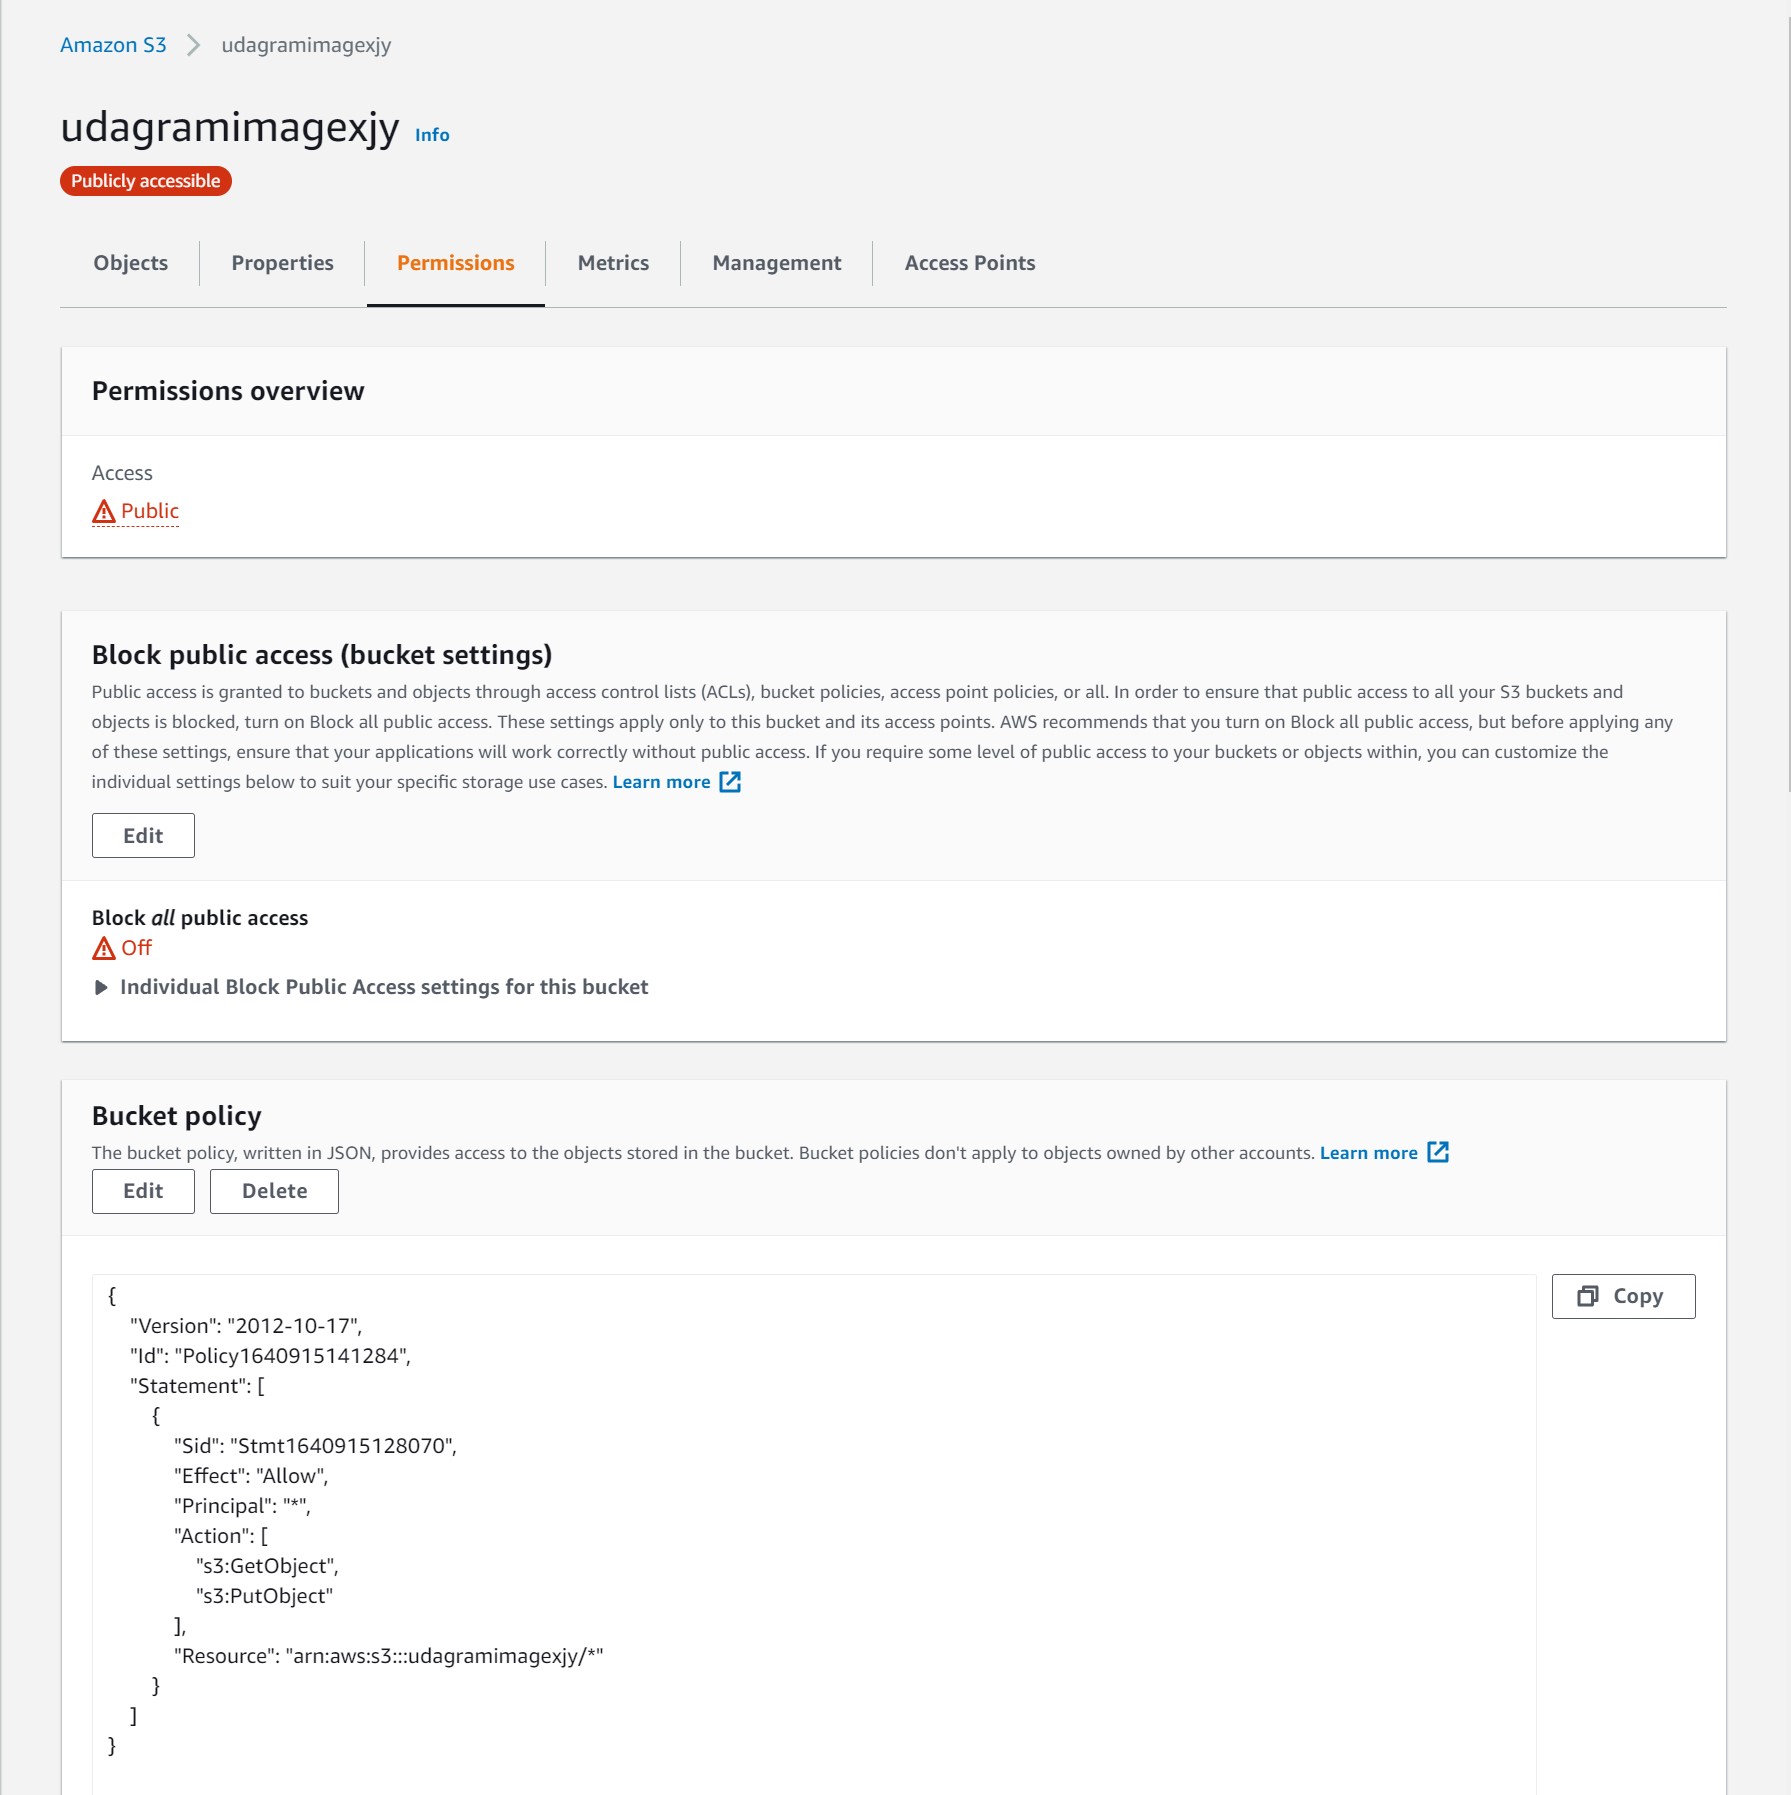 Amazon S3 > udagramimagexjy
udagramimagexjy Info
Publicly accessible
Objects Properties Permissions Metrics Management Access Points
Permissions overview
Access
Public
Block public access (bucket settings)
Public access is granted to buckets and objects through access control lists (ACLs), bucket policies, access point policies, or all. In order to ensure that public access to all your S3 buckets and
objects is blocked, turn on Block all public access. These settings apply only to this bucket and its access points. AWS recommends that you turn on Block all public access, but before applying any
of these settings, ensure that your applications will work correctly without public access. If you require some level of public access to your buckets or objects within, you can customize the
individual settings below to suit your specific storage use cases. Learn more
Edit
Block all public access
Off
Individual Block Public Access settings for this bucket
Bucket policy
The bucket policy, written in JSON, provides access to the objects stored in the bucket. Bucket policies don't apply to objects owned by other accounts. Learn more
Edit Delete
Copy
{
"Version": "2012-10-17",
"Id": "Policy1640915141284",
"Statement": [
{
"Sid": "Stmt1640915128070",
"Effect": "Allow",
"Principal": "*",
"Action": [
"s3:GetObject",
"s3:PutObject"
],
"Resource": "arn:aws:s3:::udagramimagexjy/*"
}
]
}